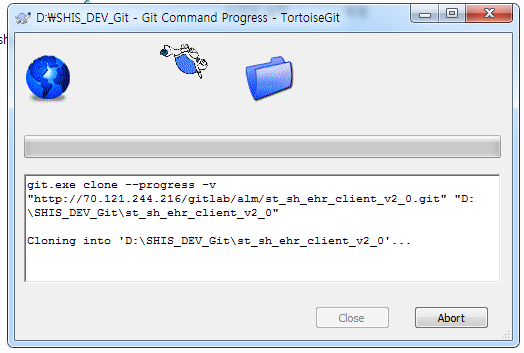 D:₩SHIS_DEV_Git - Git Command Progress - TortoiseGit
git.exe clone --progress -v
"http://70.121.244.216/gitlab/alm/st_sh_ehr_client_v2_0.git" "D:
\SHIS_DEV_Git\st_sh_ehr_client_v2_0"
Cloning into 'D:\SHIS_DEV_Git\st_sh_ehr_client_v2_0'...
Close
Abort